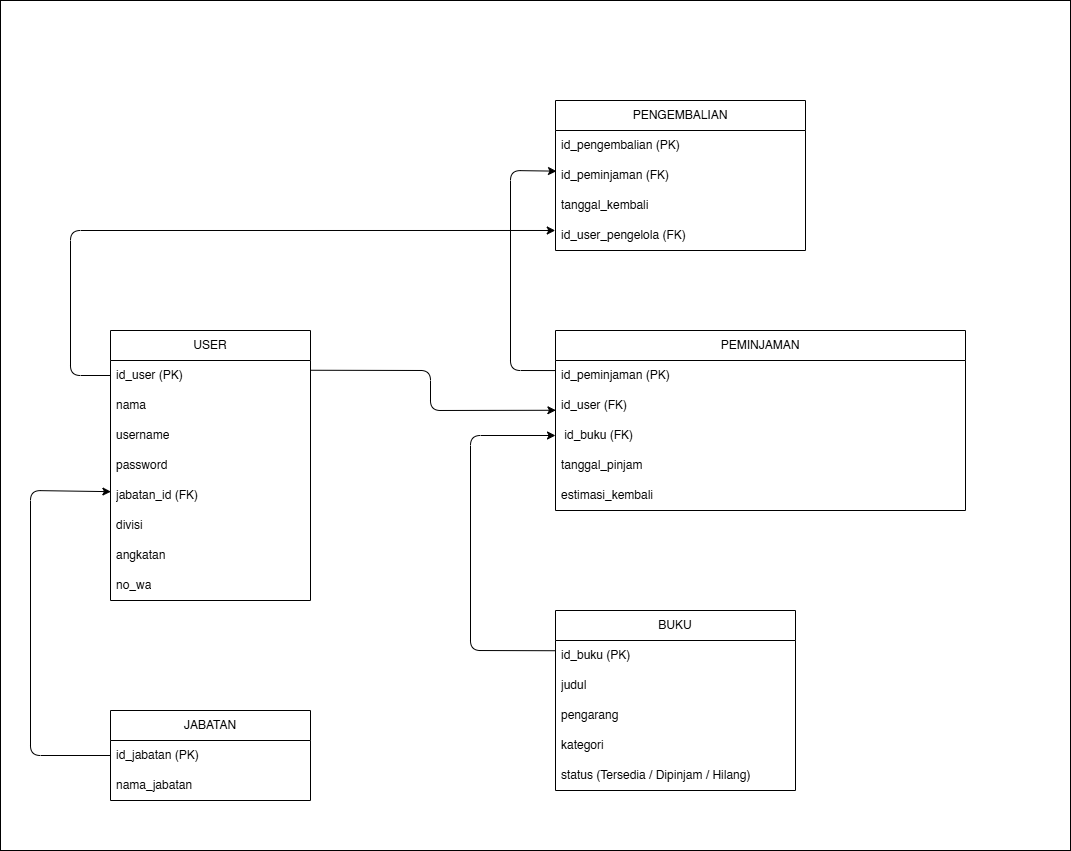 PENGEMBALIAN
id_pengembalian (PK)
id_peminjaman (FK)
tanggal_kembali
id_user_pengelola (FK)
USER
id_user (PK)
nama
username
password
jabatan_id (FK)
divisi
angkatan
no_wa
PEMINJAMAN
id_peminjaman (PK)
id_user (FK)
id_buku (FK)
tanggal_pinjam
estimasi_kembali
BUKU
id_buku (PK)
judul
pengarang
kategori
status (Tersedia / Dipinjam / Hilang)
JABATAN
id_jabatan (PK)
nama_jabatan